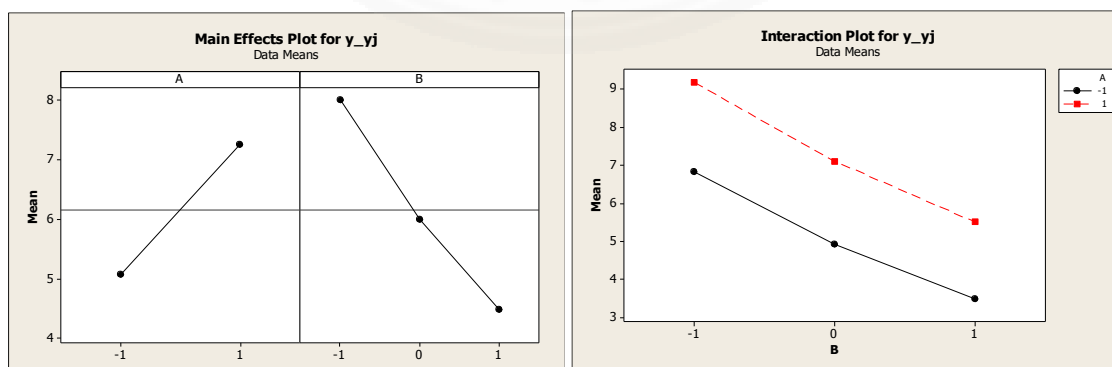 Main Effects Plot for y_yj
Data Means
A B
8
7
6
5
4
Mean
-1 1 -1 0 1
Interaction Plot for y_yj
Data Means
9
8
7
6
5
4
3
Mean
-1 0 1
B
A
-1
1